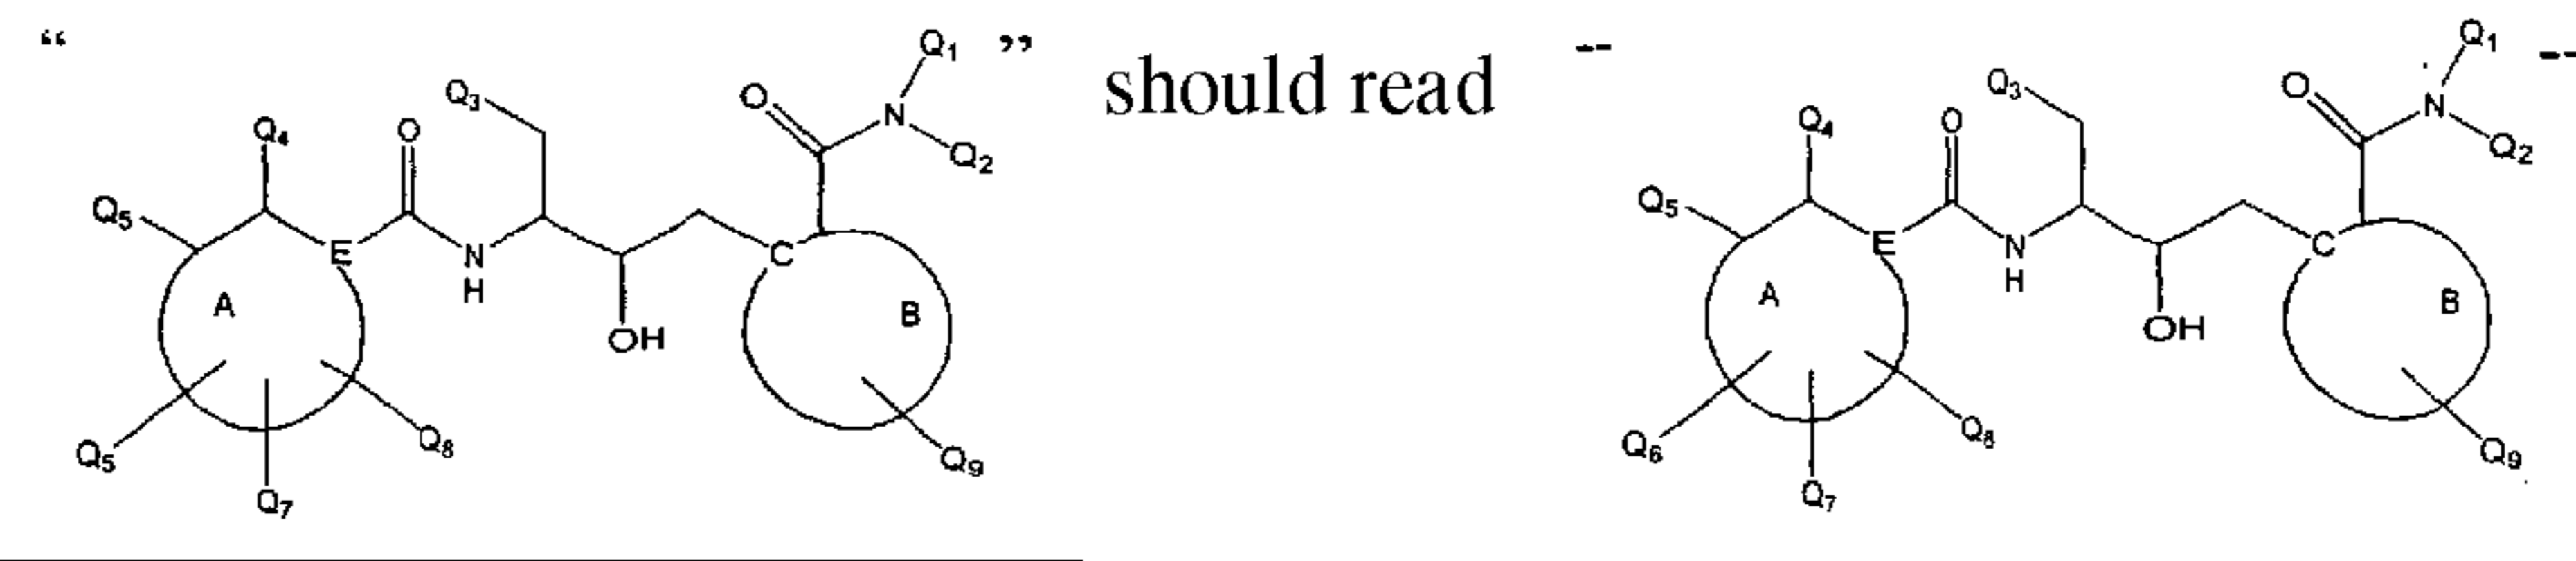 “ ” should read -- --
Q1
Q3
O
N
Q4
O
Q2
Q5
E
N
H
C
A
B
OH
Q5
Q8
Q9
Q7
Q1
Q3
O
N
Q4
O
Q2
Q5
E
N
H
C
A
B
OH
Q6
Q8
Q9
Q7